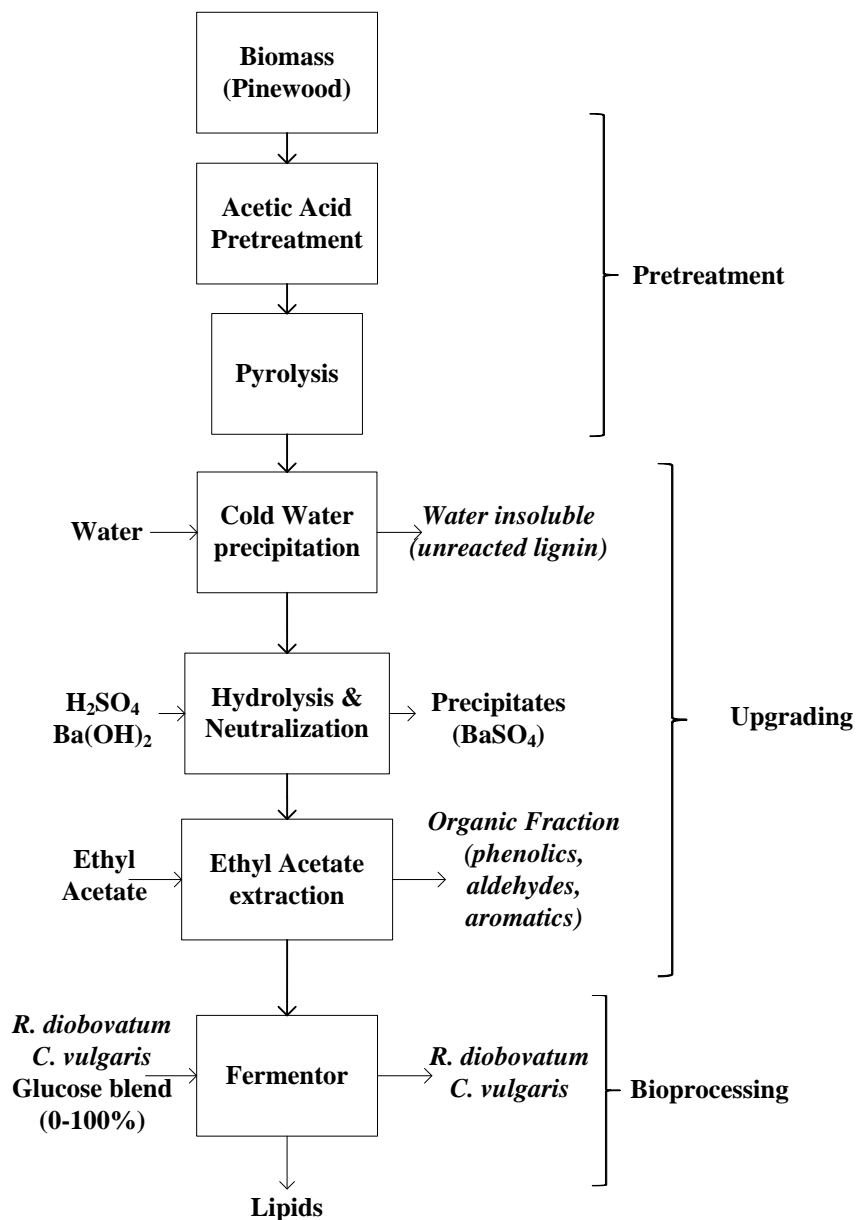 Biomass
(Pinewood)
Acetic Acid
Pretreatment
Pretreatment
Pyrolysis
Water
Cold Water
precipitation
Water insoluble
(unreacted lignin)
H₂SO₄
Ba(OH)₂
Hydrolysis &
Neutralization
Precipitates
(BaSO₄)
Upgrading
Ethyl
Acetate
Ethyl Acetate
extraction
Organic Fraction
(phenolics,
aldehydes,
aromatics)
R. diobovatum
C. vulgaris
Glucose blend
(0-100%)
Fermentor
R. diobovatum
C. vulgaris
Bioprocessing
Lipids